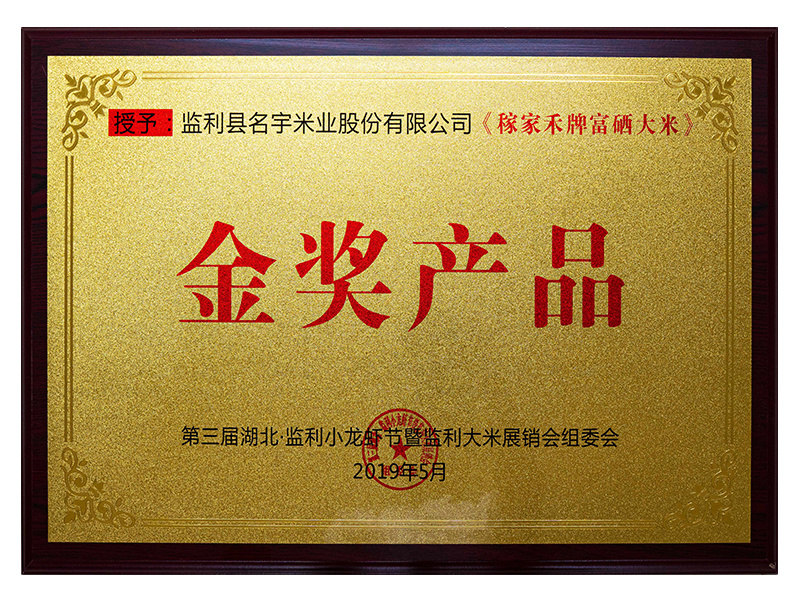 授予：监利县名宇米业股份有限公司《稼家禾牌富硒大米》
金奖产品
第三届湖北·监利小龙虾节暨监利大米展销会组委会
2019年5月